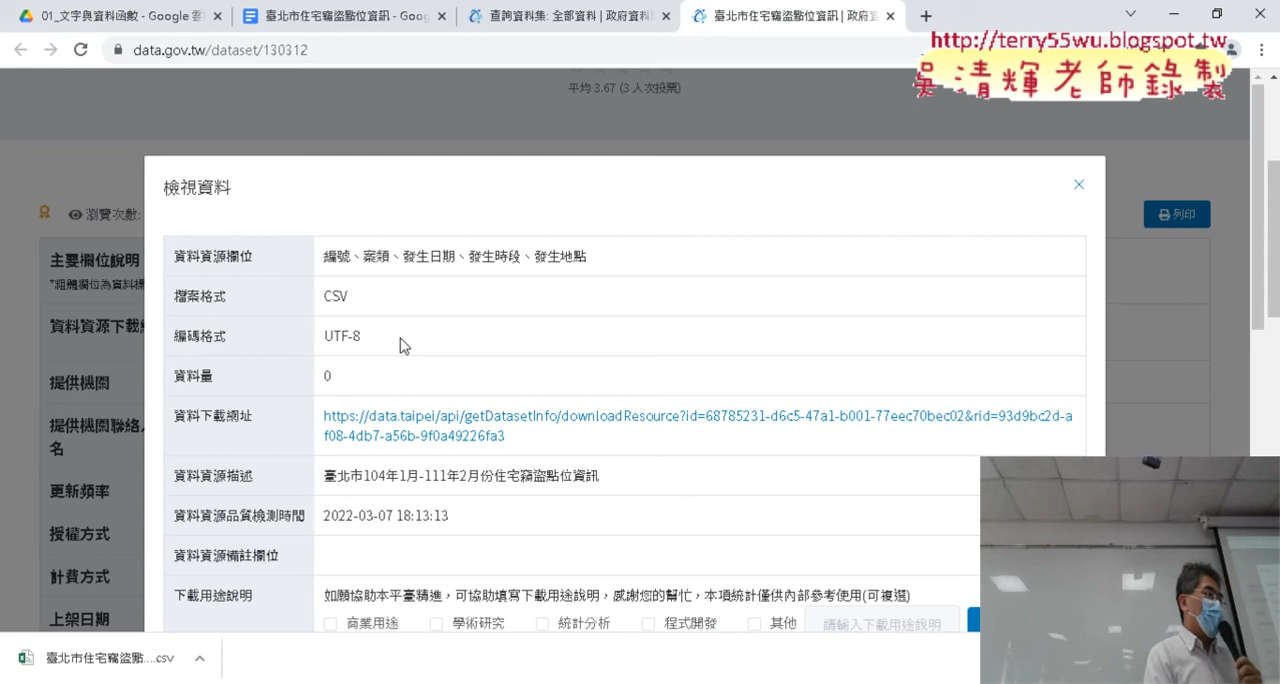 01_文字與資料函數 - Google 雲
臺北市住宅竊盜點位資訊 - Goog
查詢資料集: 全部資料 | 政府資料
臺北市住宅竊盜點位資訊 | 政府資
data.gov.tw/dataset/130312
http://terry55wu.blogspot.tw
吳清輝老師錄製
平均 3.67 (3 人次投票)
檢視資料
瀏覽次數:
列印
主要欄位說明
*粗體欄位為資料標
資料資源下載網
提供機關
提供機關聯絡人
名
更新頻率
授權方式
計費方式
上架日期
資料資源欄位 編號、案類、發生日期、發生時段、發生地點
檔案格式 CSV
編碼格式 UTF-8
資料量 0
資料下載網址 https://data.taipei/api/getDatasetInfo/downloadResource?id=68785231-d6c5-47a1-b001-77eec70bec02&rid=93d9bc2d-a
f08-4db7-a56b-9f0a49226fa3
資料資源描述 臺北市104年1月-111年2月份住宅竊盜點位資訊
資料資源品質檢測時間 2022-03-07 18:13:13
資料資源備註欄位
下載用途說明 如願協助本平臺精進，可協助填寫下載用途說明，感謝您的幫忙，本項統計僅供內部參考使用(可複選)
商業用途 學術研究 統計分析 程式開發 其他 請輸入下載用途說明
臺北市住宅竊盜點....csv